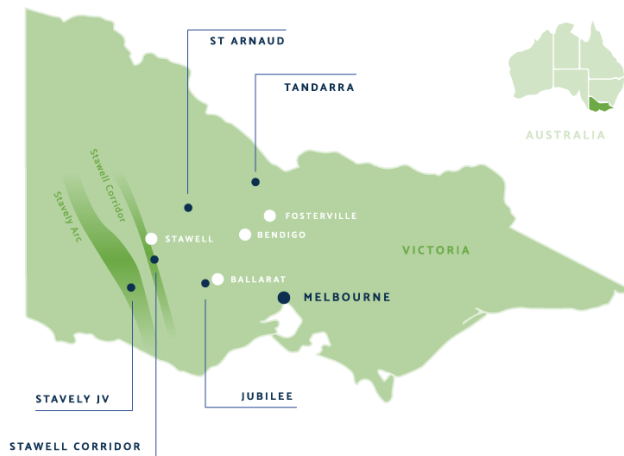 ST ARNAUD
TANDARRA
AUSTRALIA
Stawell Corridor
Stavely Arc
FOSTERVILLE
BENDIGO
STAWELL
VICTORIA
BALLARAT
MELBOURNE
STAVELY JV
JUBILEE
STAWELL CORRIDOR